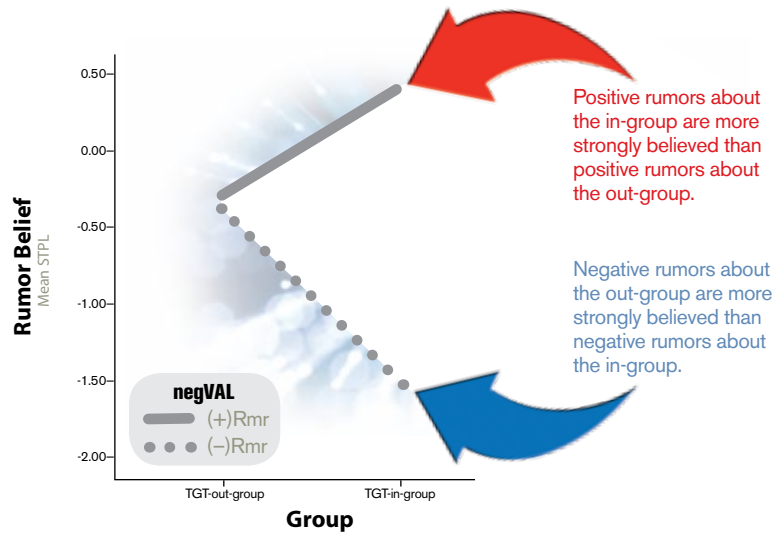 0.50
0.00
-0.50
-1.00
-1.50
-2.00
Rumor Belief
Mean STPL
negVAL
(+)Rmr
(–)Rmr
TGT-out-group
TGT-in-group
Group
Positive rumors about
the in-group are more
strongly believed than
positive rumors about
the out-group.
Negative rumors about
the out-group are more
strongly believed than
negative rumors about
the in-group.